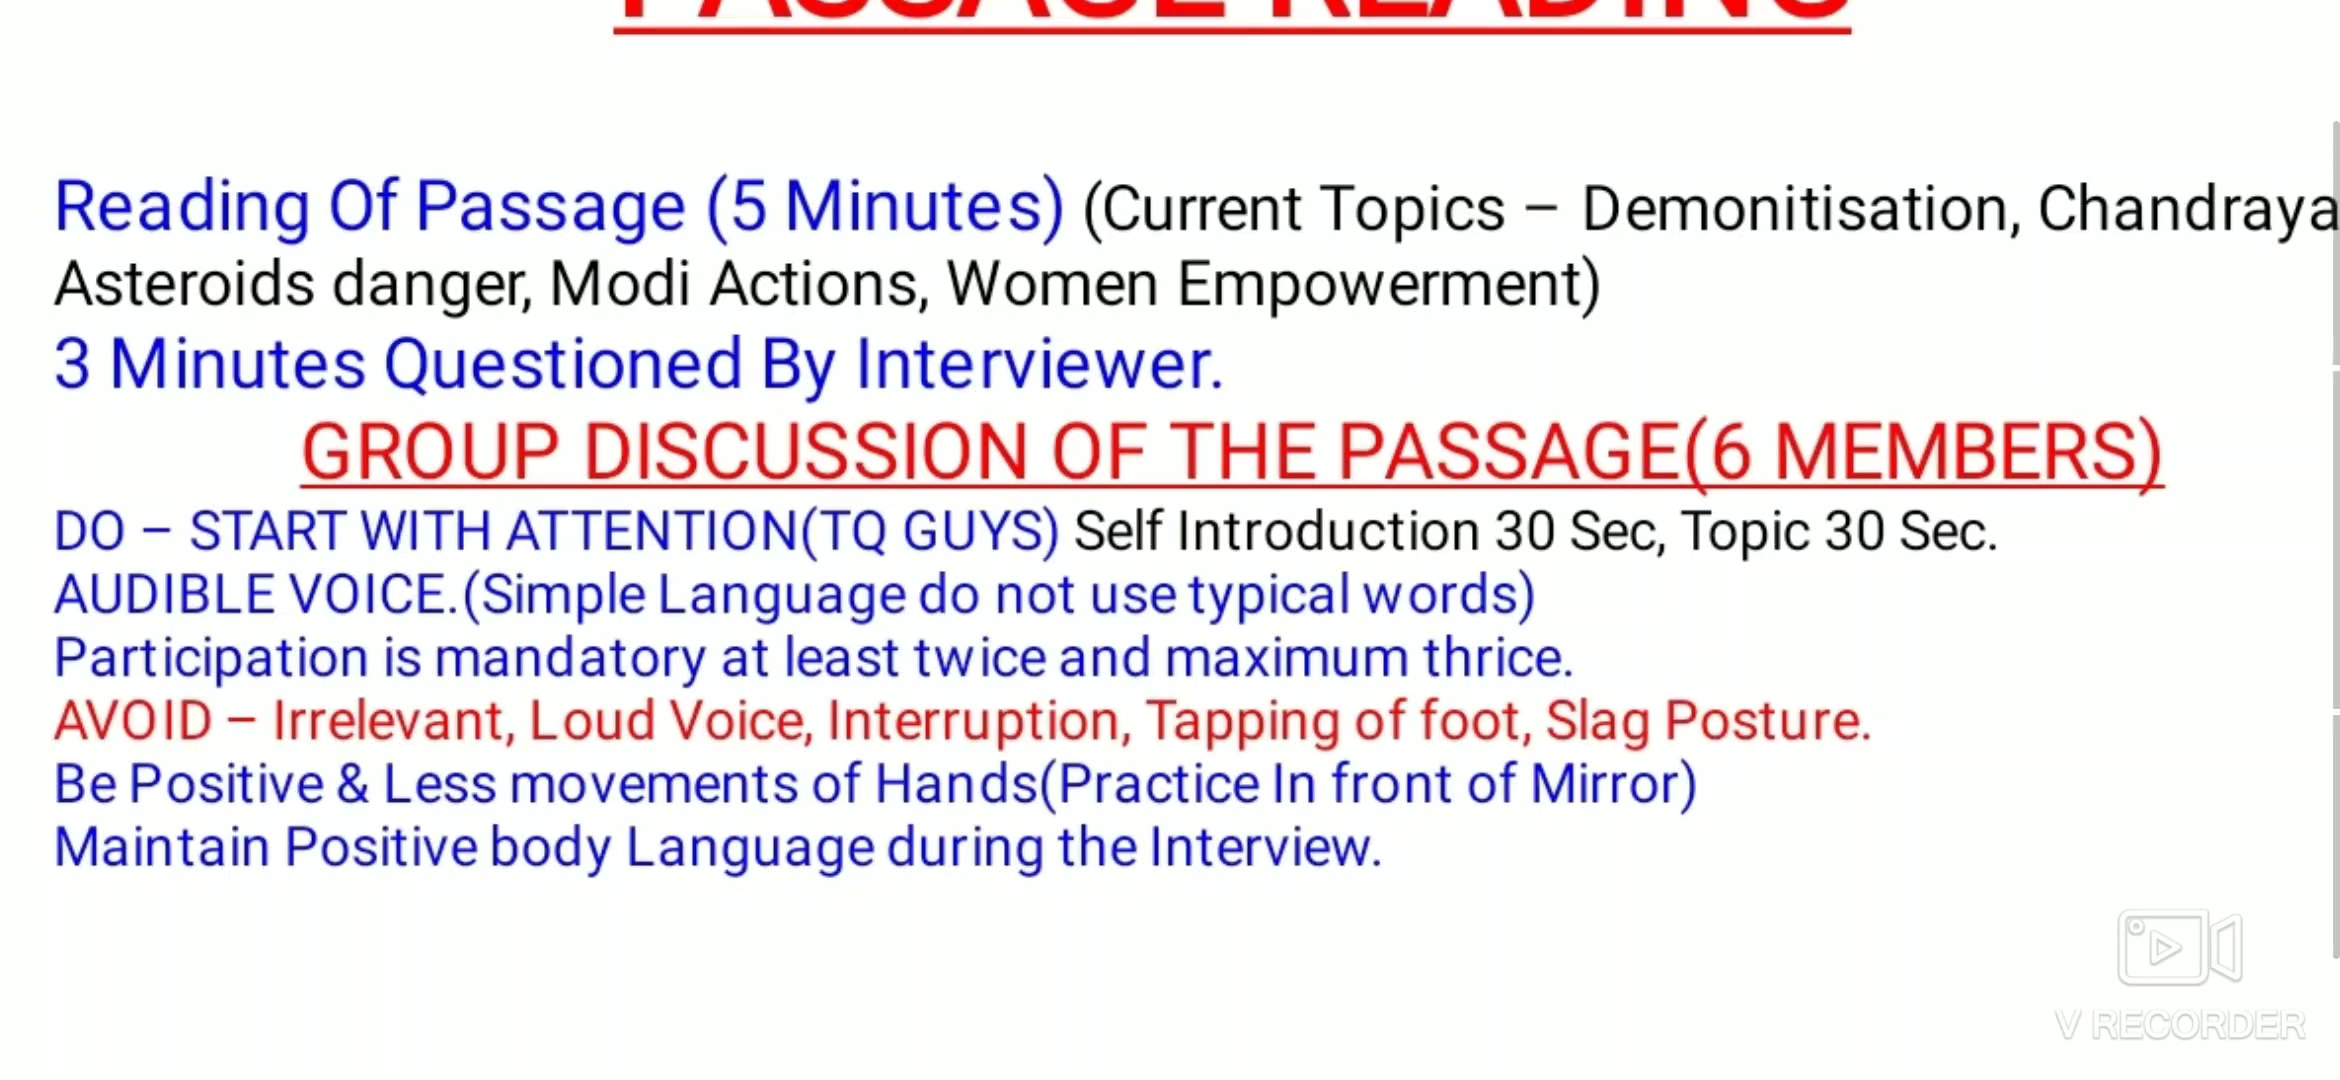 PASSAGE READING
Reading Of Passage (5 Minutes) (Current Topics – Demonitisation, Chandraya
Asteroids danger, Modi Actions, Women Empowerment)
3 Minutes Questioned By Interviewer.
GROUP DISCUSSION OF THE PASSAGE(6 MEMBERS)
DO – START WITH ATTENTION(TQ GUYS) Self Introduction 30 Sec, Topic 30 Sec.
AUDIBLE VOICE.(Simple Language do not use typical words)
Participation is mandatory at least twice and maximum thrice.
AVOID – Irrelevant, Loud Voice, Interruption, Tapping of foot, Slag Posture.
Be Positive & Less movements of Hands(Practice In front of Mirror)
Maintain Positive body Language during the Interview.
V RECORDER